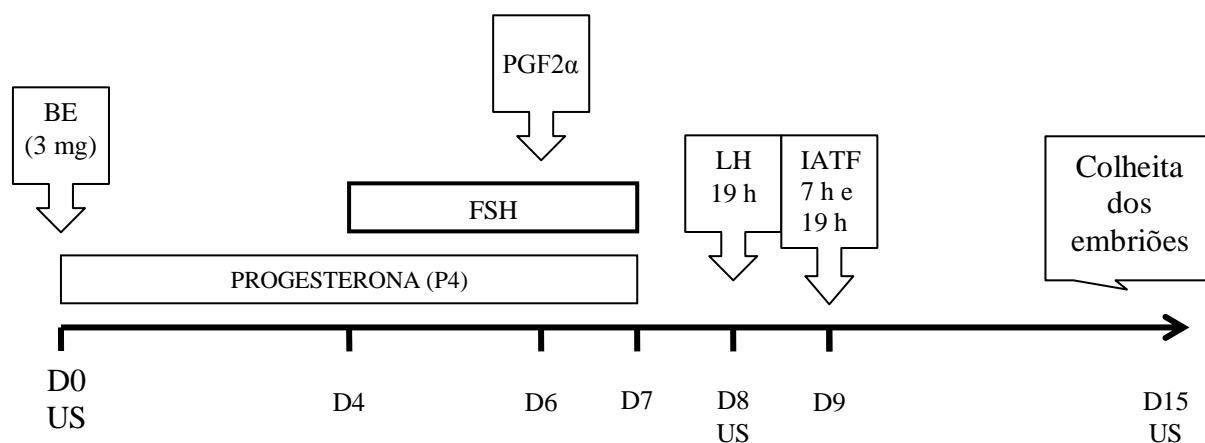 PGF2α
BE
(3 mg)
LH
19 h
IATF
7 h e
19 h
Colheita
dos
embriões
FSH
PROGESTERONA (P4)
D0
US
D4
D6
D7
D8
US
D9
D15
US